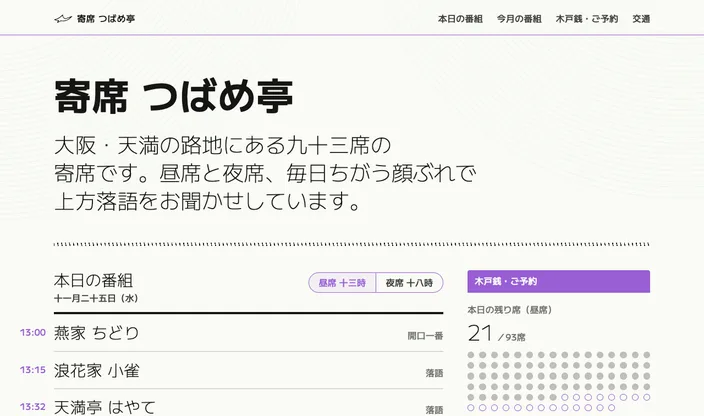 寄席 つばめ亭
本日の番組 今月の番組 木戸銭・ご予約 交通
寄席 つばめ亭
大阪・天満の路地にある九十三席の
寄席です。昼席と夜席、毎日ちがう顔ぶれで
上方落語をお聞かせしています。
本日の番組
十一月二十五日（水）
昼席 十三時 夜席 十八時
13:00 燕家 ちどり 開口一番
13:15 浪花家 小雀 落語
13:32 天満亭 はやて 落語
木戸銭・ご予約
本日の残り席（昼席）
21 ／93席